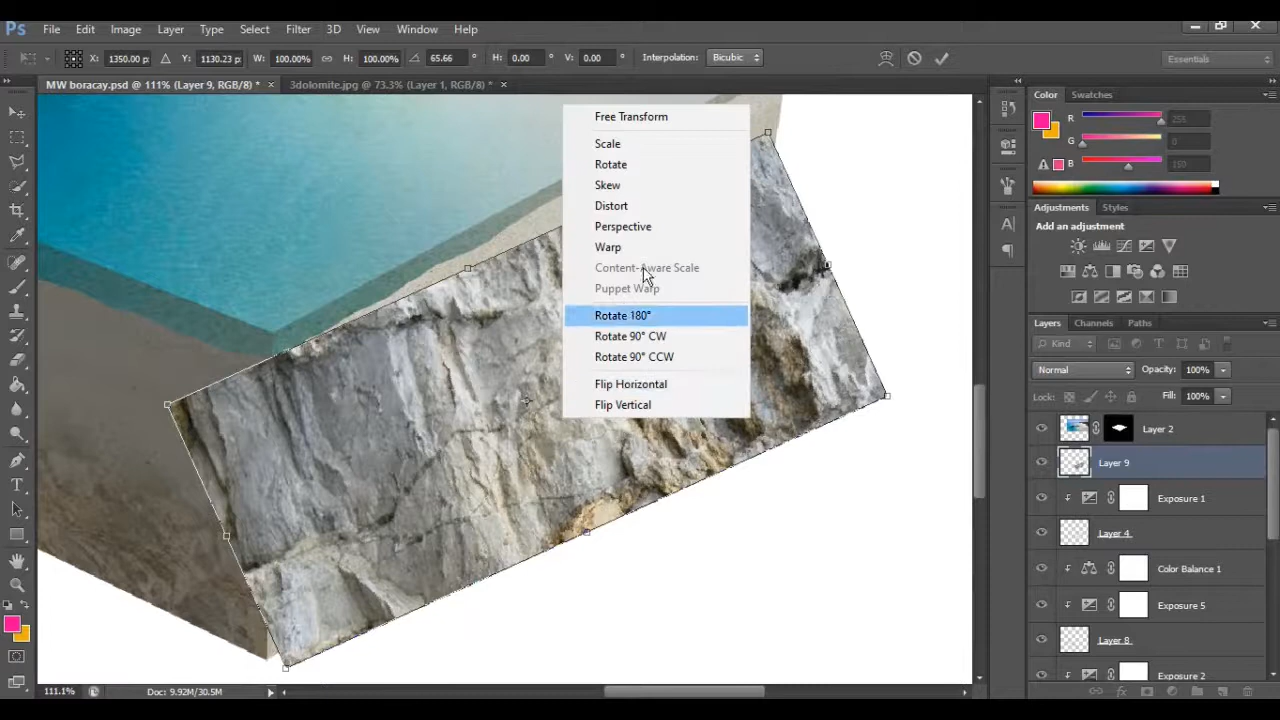 Ps File Edit Image Layer Type Select Filter 3D View Window Help
X: 1350.00 p: Y: 1130.23 p: W: 100.00% H: 100.00% 65.66 ° H: 0.00 ° V: 0.00 ° Interpolation: Bicubic Essentials
MW boracay.psd @ 111% (Layer 9, RGB/8) * × 3dolomite.jpg @ 73.3% (Layer 1, RGB/8) * ×
Free Transform
Scale
Rotate
Skew
Distort
Perspective
Warp
Content-Aware Scale
Puppet Warp
Rotate 180°
Rotate 90° CW
Rotate 90° CCW
Flip Horizontal
Flip Vertical
Color Swatches
R 255
G 0
B 150
Adjustments Styles
Add an adjustment
Layers Channels Paths
Kind
Normal Opacity: 100%
Lock: Fill: 100%
Layer 2
Layer 9
Exposure 1
Layer 4
Color Balance 1
Exposure 5
Layer 8
Exposure 2
111.1% Doc: 9.92M/30.5M